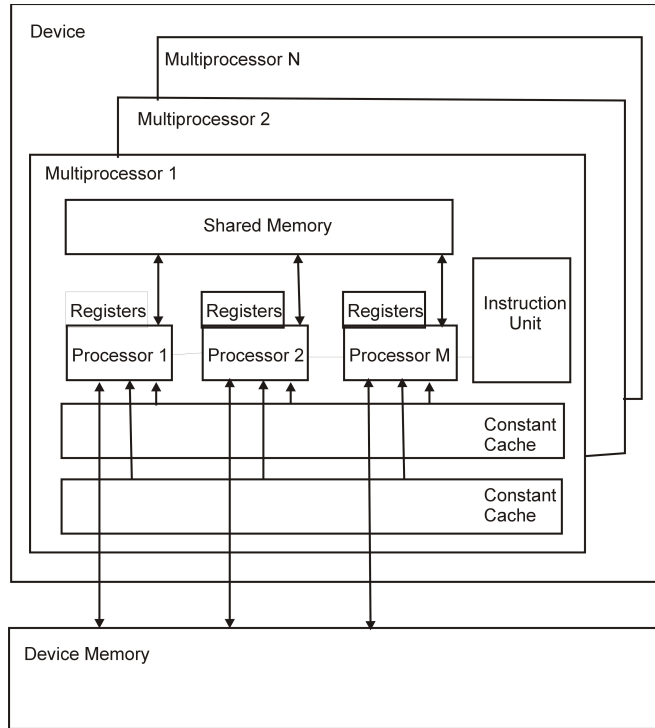 Device
Multiprocessor N
Multiprocessor 2
Multiprocessor 1
Shared Memory
Registers
Registers
Registers
Instruction
Unit
Processor 1
Processor 2
Processor M
Constant
Cache
Constant
Cache
Device Memory